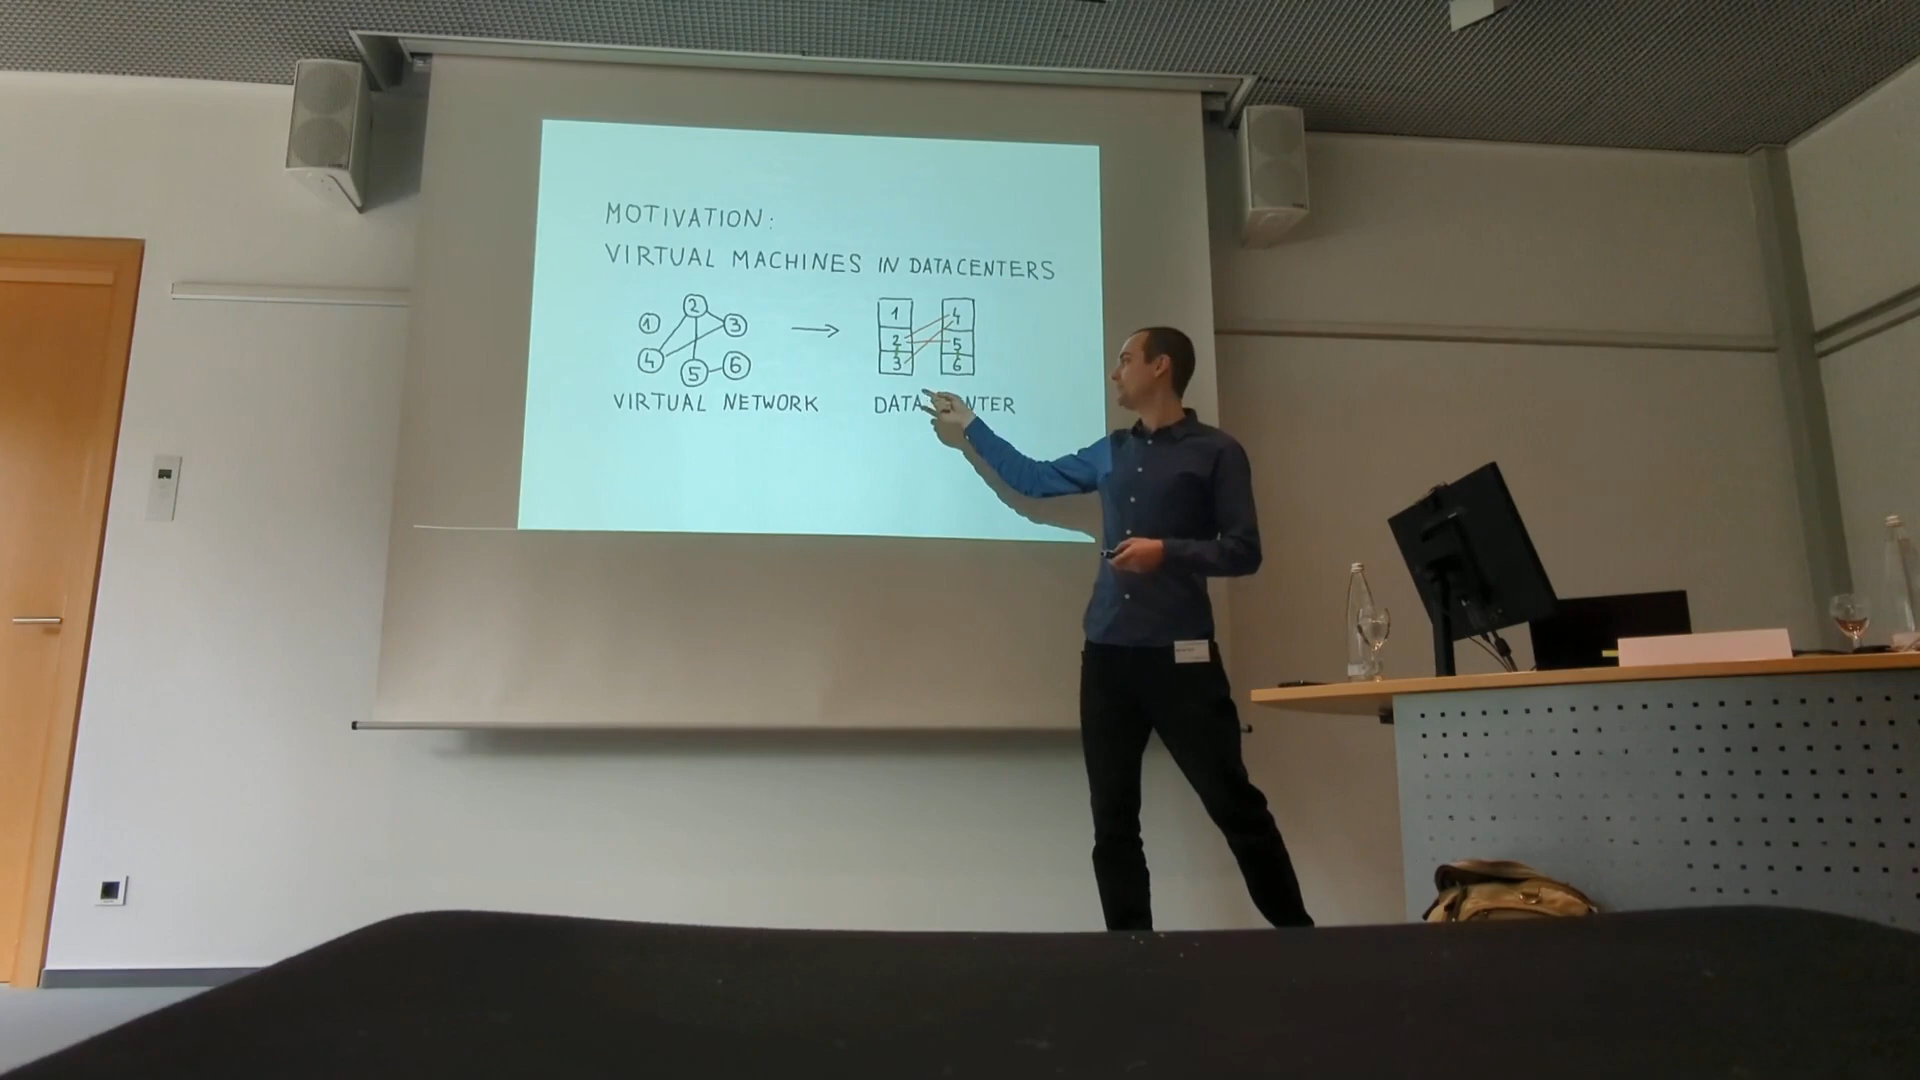 MOTIVATION:
VIRTUAL MACHINES IN DATACENTERS
1 2 3
4 5 6
1 4
2 5
3 6
VIRTUAL NETWORK